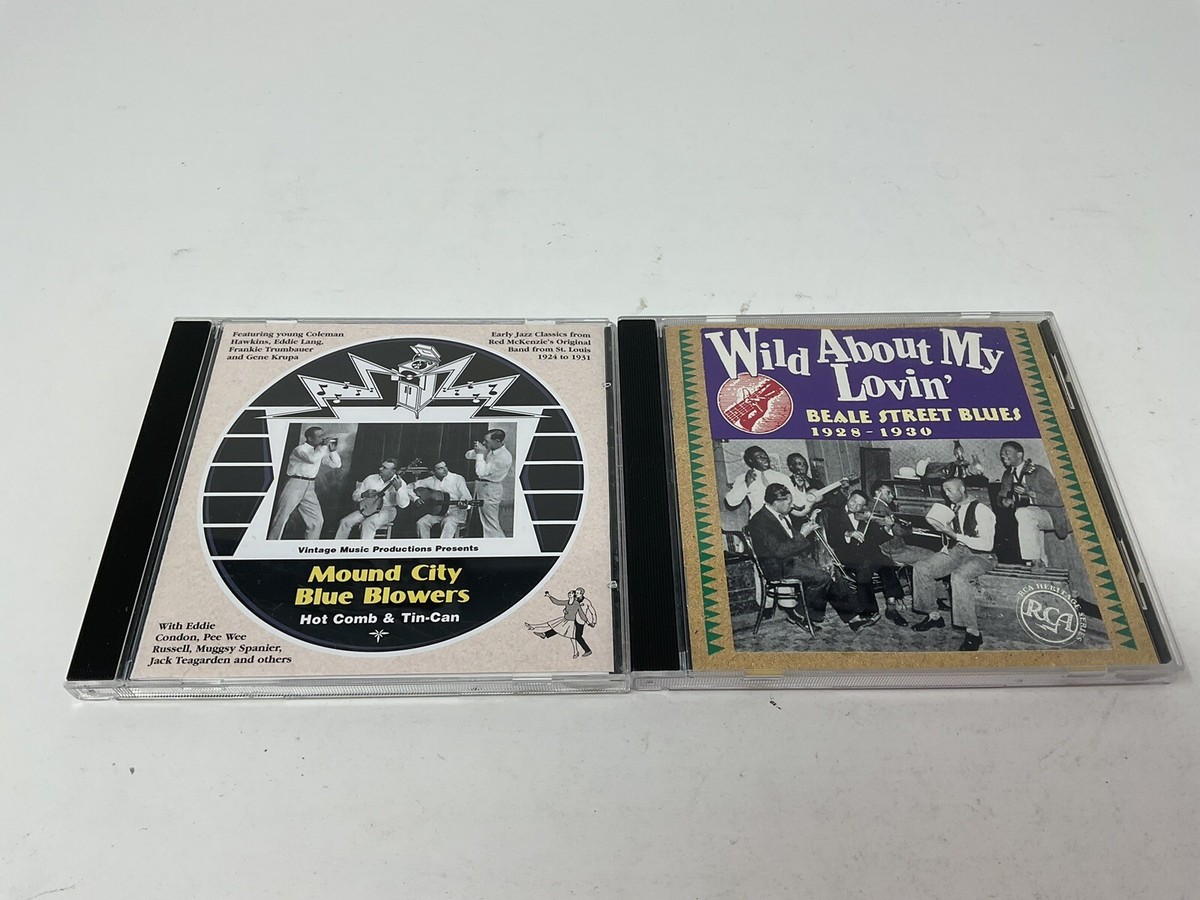 Featuring young Coleman
Hawkins, Eddie Lang,
Frankie Trumbauer
and Gene Krupa
Early Jazz Classics from
Red McKenzie's Original
Band from St. Louis
1924 to 1931
Vintage Music Productions Presents
Mound City
Blue Blowers
Hot Comb & Tin-Can
With Eddie
Condon, Pee Wee
Russell, Muggsy Spanier,
Jack Teagarden and others
Wild About My
Lovin'
BEALE STREET BLUES
1928-1930
RCA HERITAGE SERIES
RCA